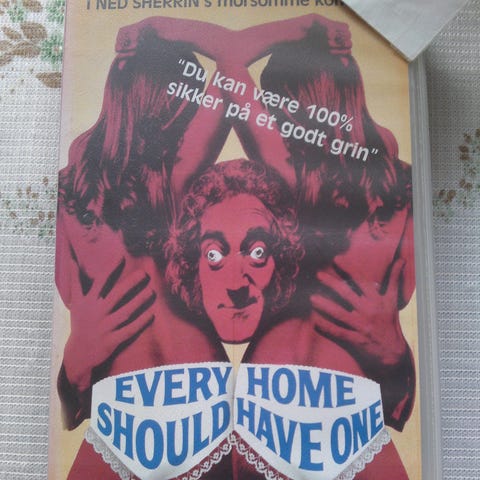 I NED SHERRIN's morsomme
"Du kan være 100%
sikker på et godt grin"
EVERY HOME
SHOULD HAVE ONE